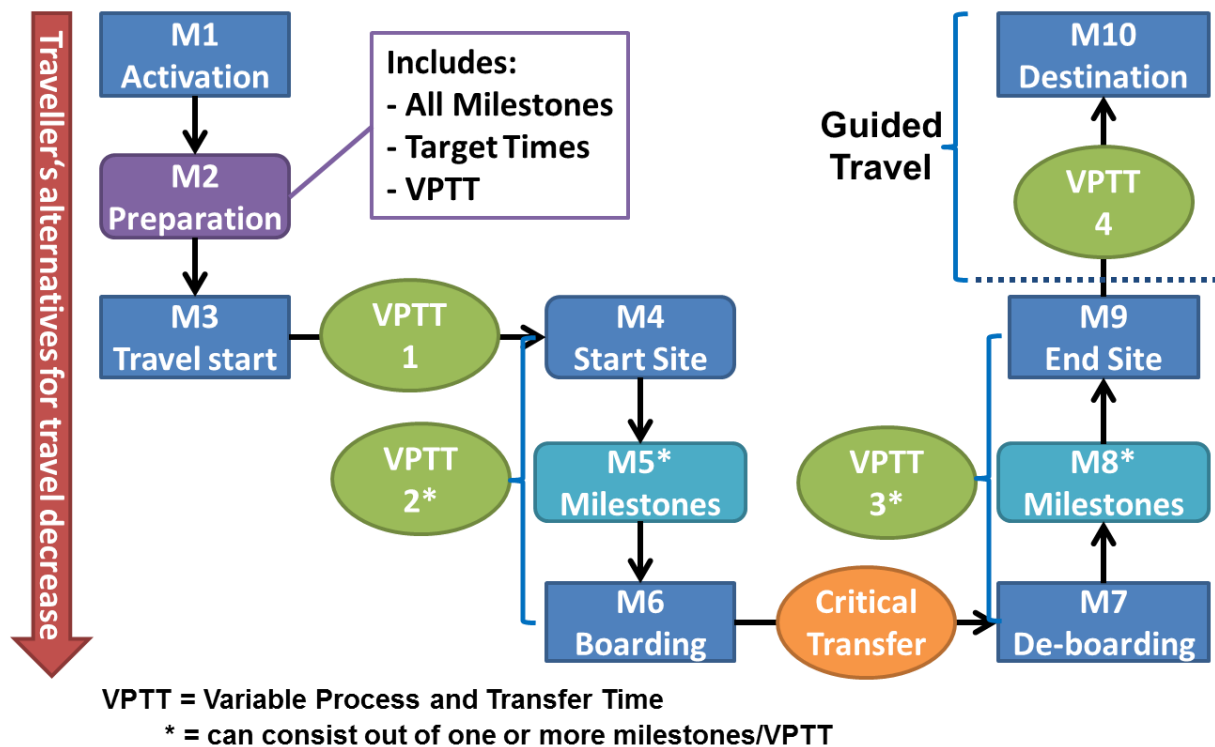 Traveller‘s alternatives for travel decrease
M1
Activation
Includes:
- All Milestones
- Target Times
- VPTT
M2
Preparation
M3
Travel start
VPTT
1
M4
Start Site
VPTT
2*
M5*
Milestones
M6
Boarding
Critical
Transfer
M7
De-boarding
VPTT
3*
M8*
Milestones
M9
End Site
Guided
Travel
VPTT
4
M10
Destination
VPTT = Variable Process and Transfer Time
* = can consist out of one or more milestones/VPTT